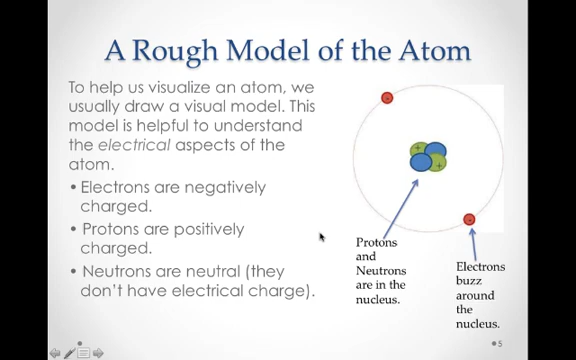 A Rough Model of the Atom
To help us visualize an atom, we
usually draw a visual model. This
model is helpful to understand
the electrical aspects of the
atom.
• Electrons are negatively
charged.
• Protons are positively
charged.
• Neutrons are neutral (they
don't have electrical charge).
-
+
+
-
Protons
and
Neutrons
are in the
nucleus.
Electrons
buzz
around
the
nucleus.
5